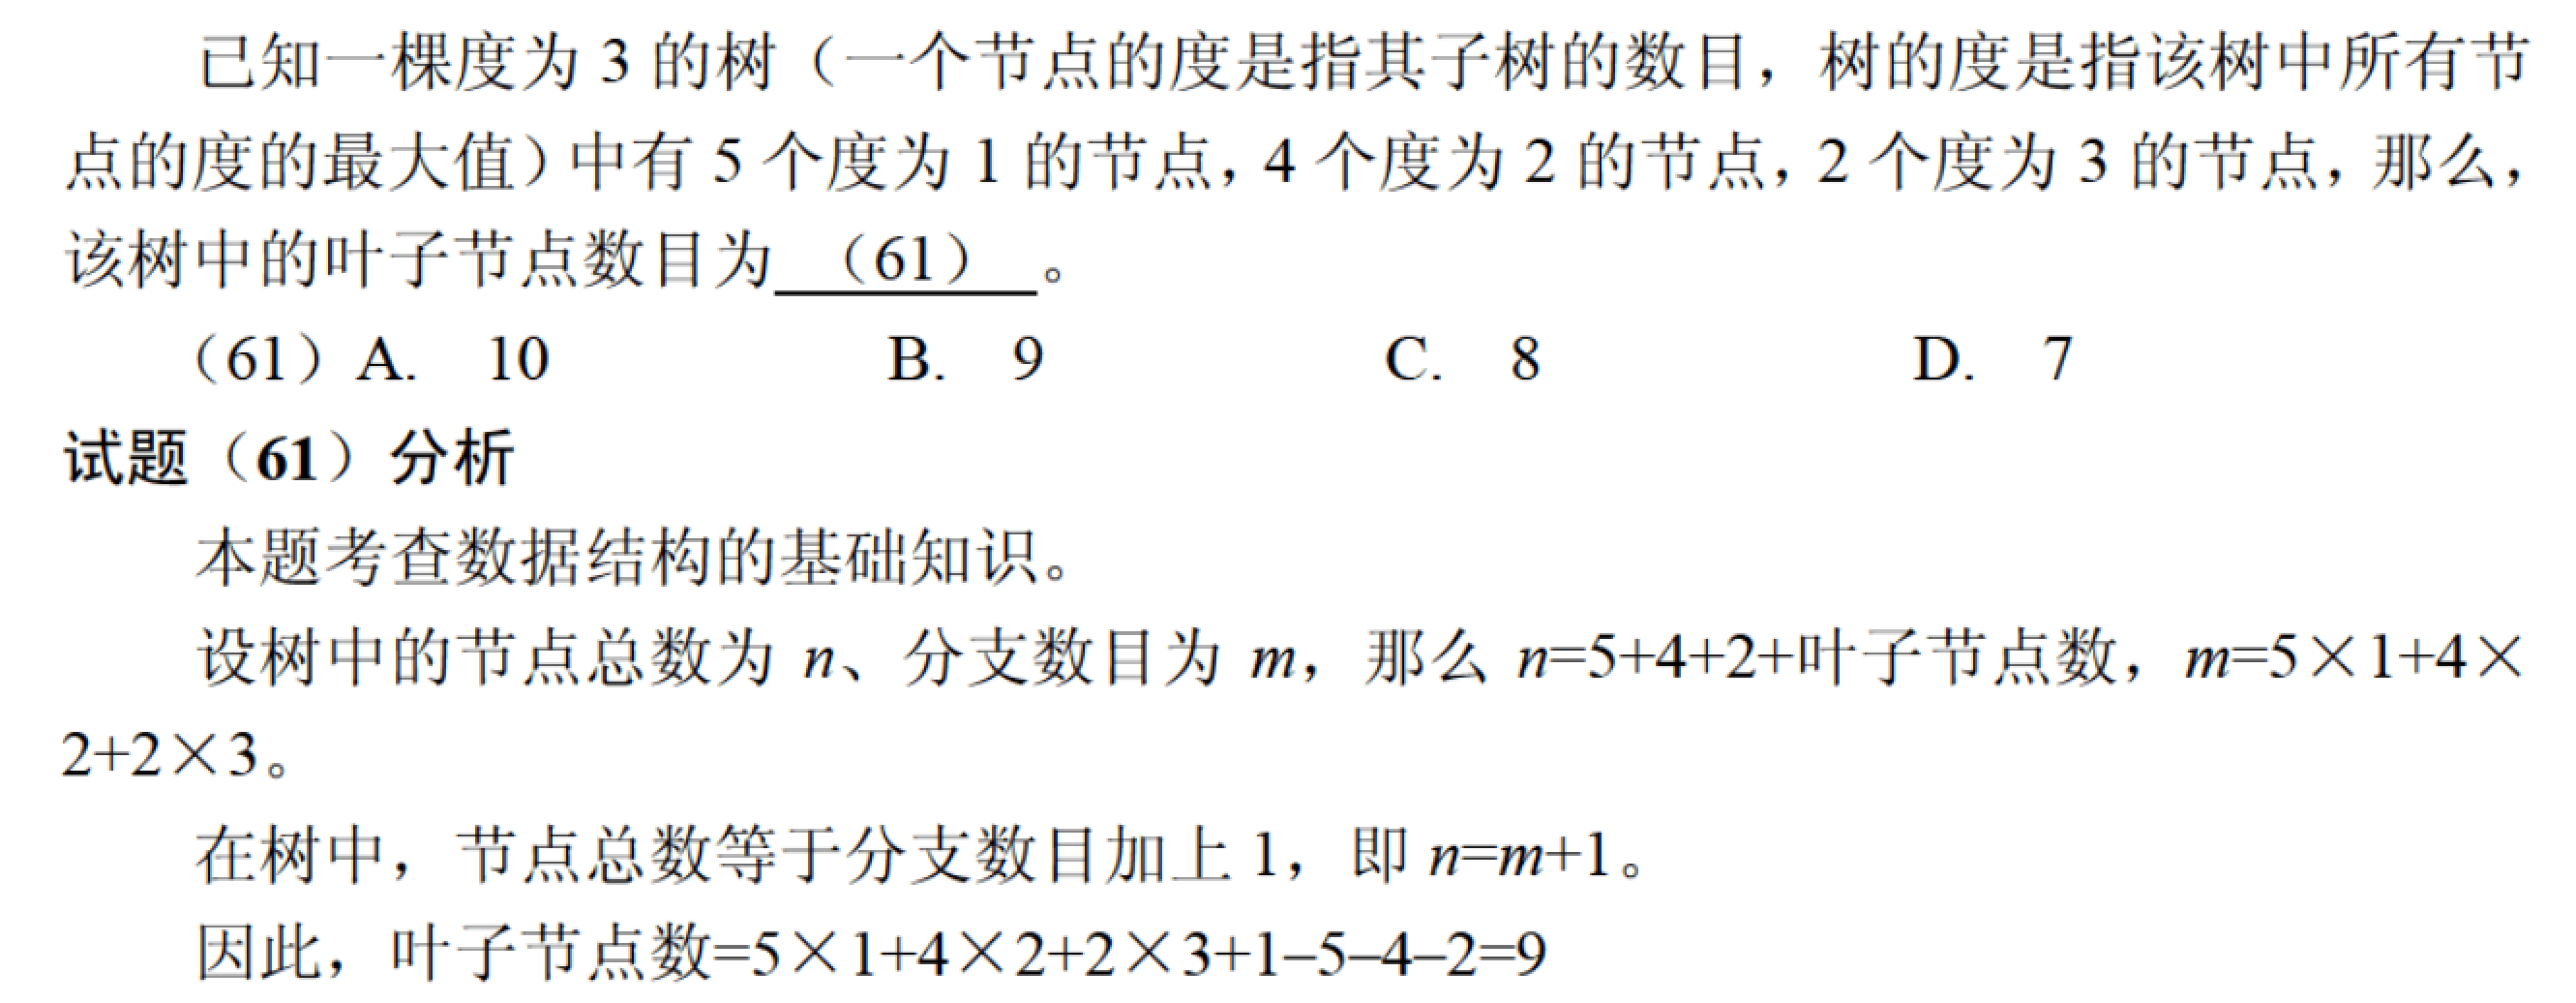 已知一棵度为 3 的树（一个节点的度是指其子树的数目，树的度是指该树中所有节
点的度的最大值）中有 5 个度为 1 的节点，4 个度为 2 的节点，2 个度为 3 的节点，那么，
该树中的叶子节点数目为 （61） 。
（61）A. 10 B. 9 C. 8 D. 7
试题（61）分析
本题考查数据结构的基础知识。
设树中的节点总数为 n、分支数目为 m，那么 n=5+4+2+叶子节点数，m=5×1+4×
2+2×3。
在树中，节点总数等于分支数目加上 1，即 n=m+1。
因此，叶子节点数=5×1+4×2+2×3+1–5–4–2=9